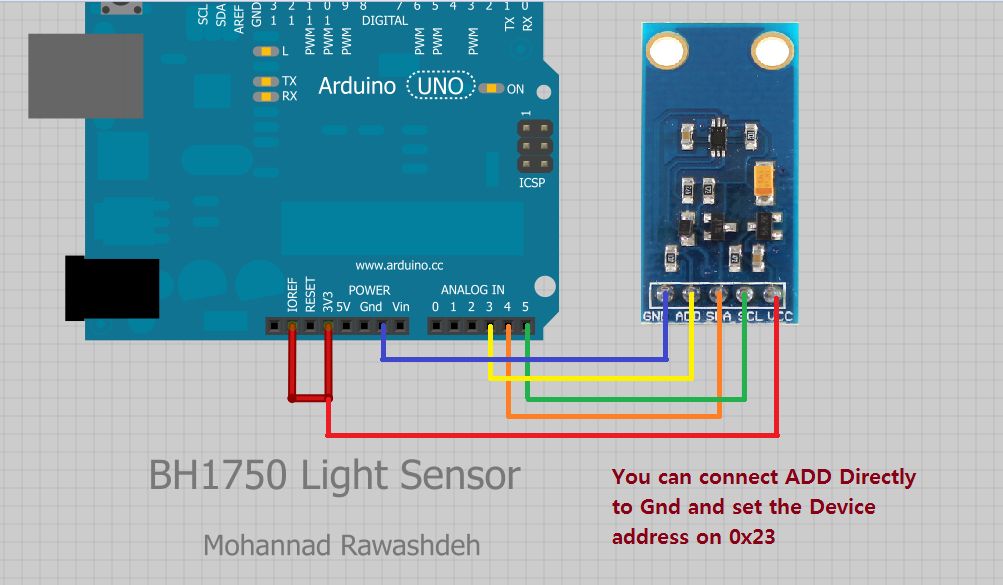 SCL SDA AREF GND 13 12 11 10 9 8 7 6 5 4 3 2 1 0
PWM PWM PWM DIGITAL PWM PWM PWM TX RX
L
TX
RX
Arduino UNO ON
1
ICSP
www.arduino.cc
POWER ANALOG IN
IOREF RESET 3V3 5V Gnd Vin 0 1 2 3 4 5
GND ADD SDA SCL VCC
BH1750 Light Sensor
Mohannad Rawashdeh
You can connect ADD Directly
to Gnd and set the Device
address on 0x23